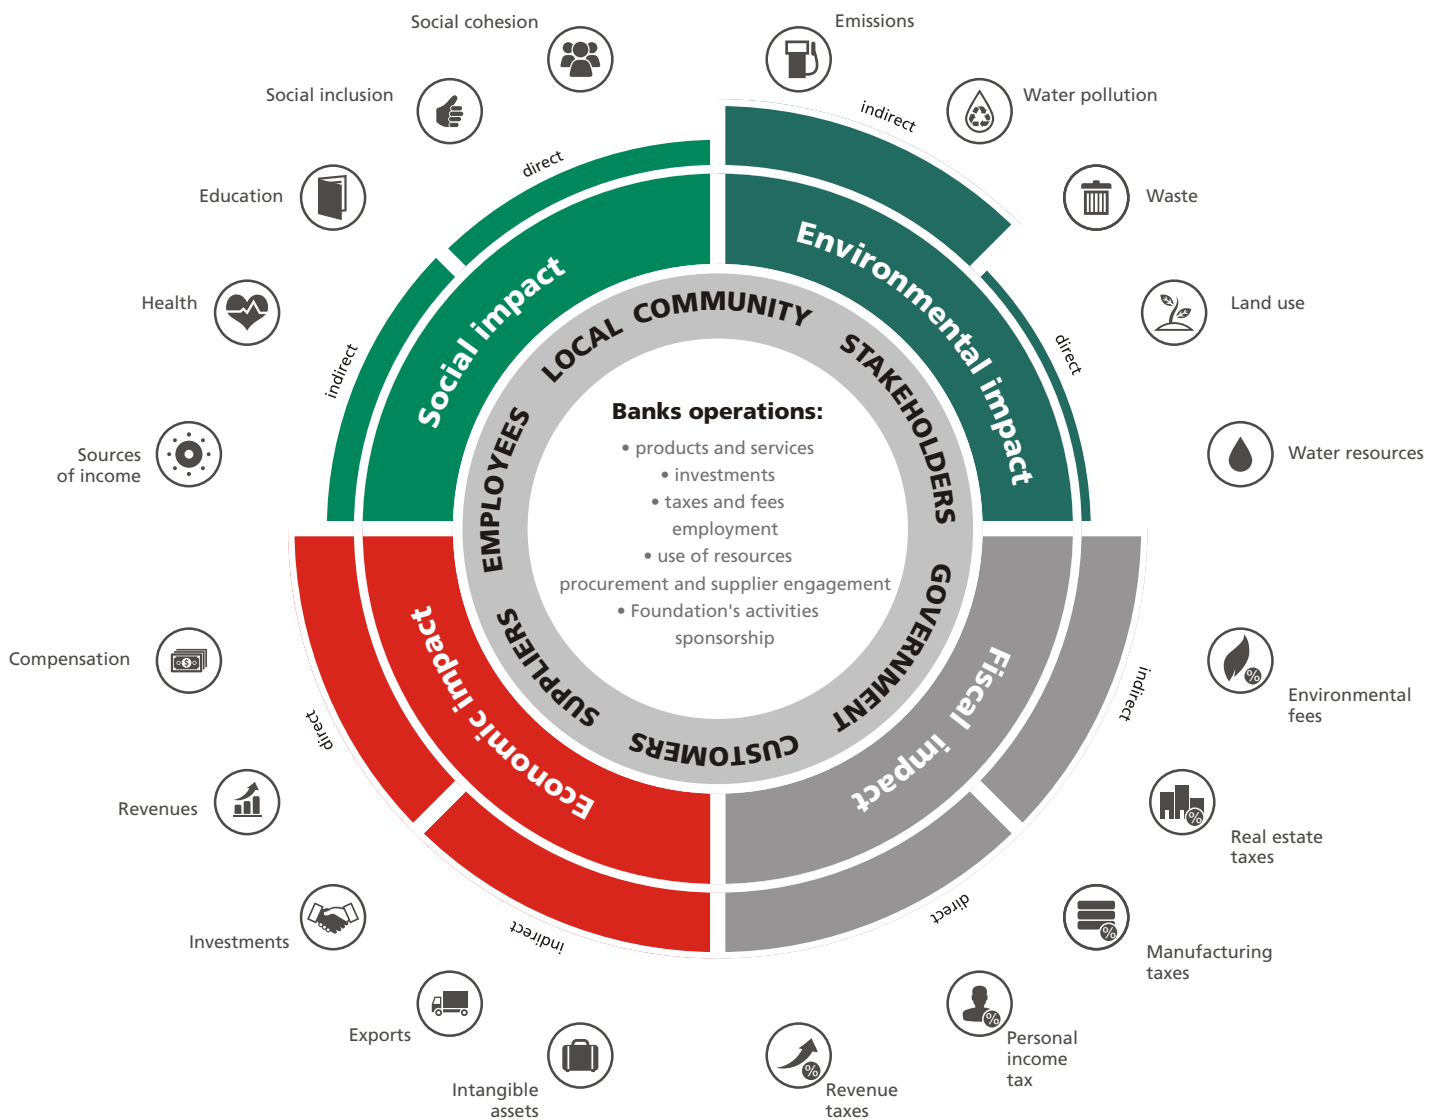 Social cohesion
Emissions
Social inclusion
Water pollution
indirect
direct
Education
Waste
Environmental impact
Social impact
Health
Land use
LOCAL COMMUNITY
STAKEHOLDERS
direct
indirect
EMPLOYEES
Banks operations:
• products and services
• investments
• taxes and fees
employment
• use of resources
procurement and supplier engagement
• Foundation's activities
sponsorship
Sources
of income
Water resources
GOVERNMENT
SUPPLIERS
CUSTOMERS
Economic impact
Fiscal impact
Compensation
Environmental
fees
direct
indirect
Revenues
%
%
Real estate
taxes
Investments
indirect
direct
%
Manufacturing
taxes
Exports
%
Personal
income
tax
Intangible
assets
%
Revenue
taxes
$